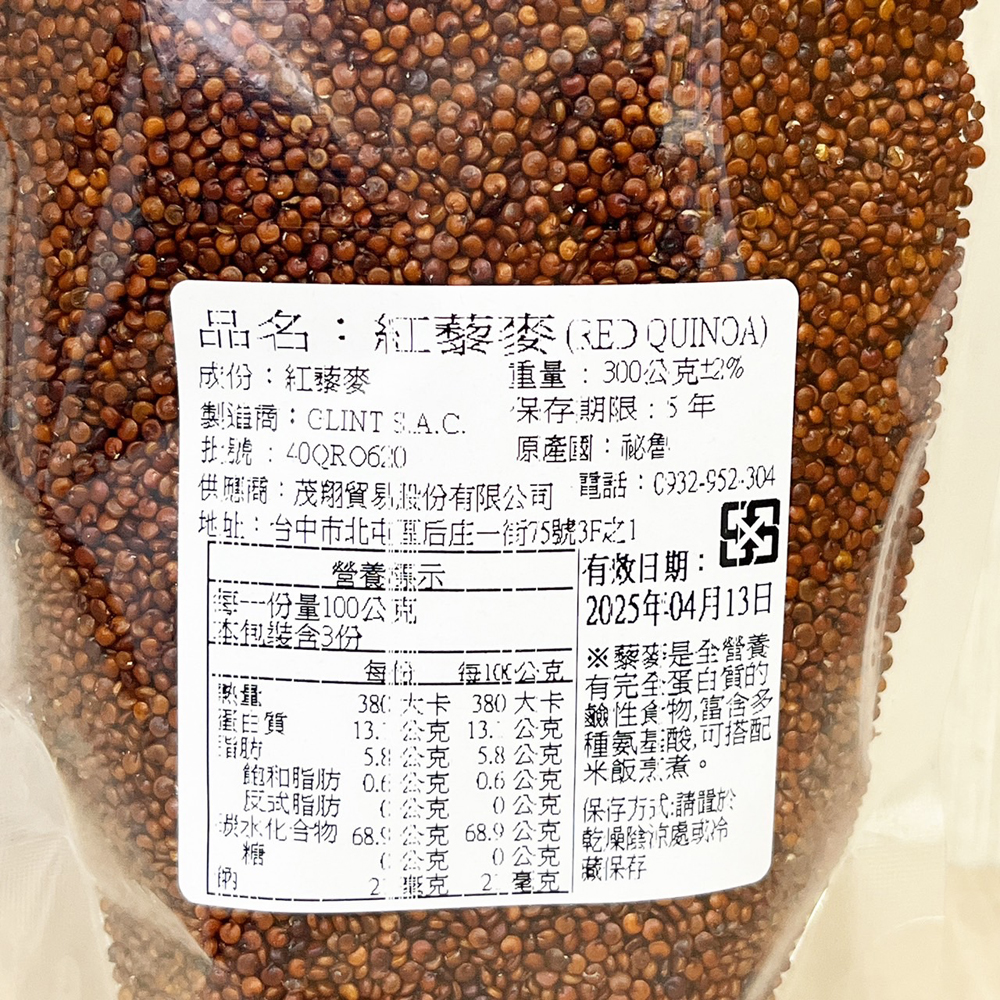 品名：紅藜麥(RED QUINOA)
成份：紅藜麥 重量：300公克±2%
製造商：CLINT S.A.C. 保存期限：5年
批號：40QR0620 原產國：祕魯
供應商：茂翔貿易股份有限公司 電話：0932-952-304
地址：台中市北屯區后庄一街75號3F之1
營養標示
每一份量100公克
本包裝含3份
每份 每100公克
熱量 380大卡 380大卡
蛋白質 公克 公克
脂肪 5.8公克 5.8公克
飽和脂肪 0.6公克 0.6公克
反式脂肪 0公克 0公克
碳水化合物 68.9公克 68.9公克
糖 0公克 0公克
鈉 毫克 毫克
有效日期：
2025年04月13日
※藜麥是全營養
有完全蛋白質的
鹼性食物,富含多
種氨基酸,可搭配
米飯烹煮。
保存方式:請置於
乾燥陰涼處或冷
藏保存